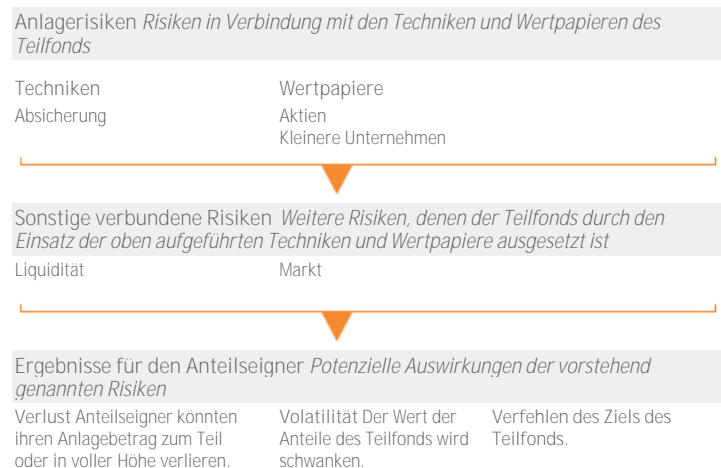 Anlagerisiken Risiken in Verbindung mit den Techniken und Wertpapieren des
Teilfonds
Techniken
Absicherung
Wertpapiere
Aktien
Kleinere Unternehmen
Sonstige verbundene Risiken Weitere Risiken, denen der Teilfonds durch den
Einsatz der oben aufgeführten Techniken und Wertpapiere ausgesetzt ist
Liquidität
Markt
Ergebnisse für den Anteilseigner Potenzielle Auswirkungen der vorstehend
genannten Risiken
Verlust Anteilseigner könnten
ihren Anlagebetrag zum Teil
oder in voller Höhe verlieren.
Volatilität Der Wert der
Anteile des Teilfonds wird
schwanken.
Verfehlen des Ziels des
Teilfonds.